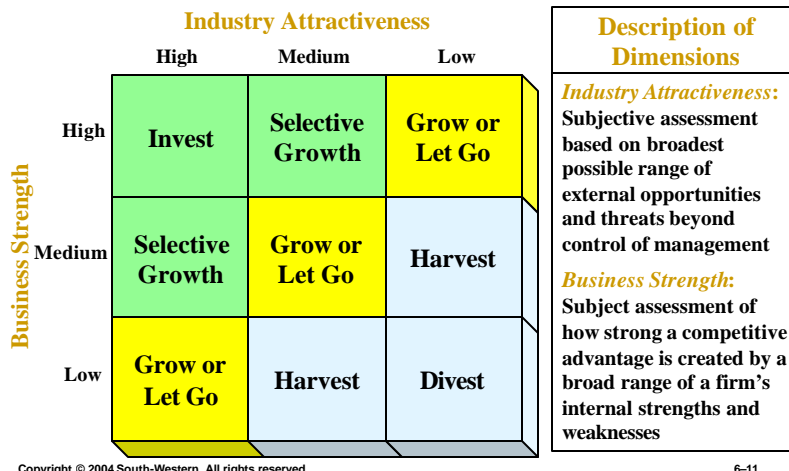 Industry Attractiveness
High Medium Low
Business Strength
High
Invest
Selective
Growth
Grow or
Let Go
Medium
Selective
Growth
Grow or
Let Go
Harvest
Low
Grow or
Let Go
Harvest
Divest
Description of
Dimensions
Industry Attractiveness:
Subjective assessment
based on broadest
possible range of
external opportunities
and threats beyond
control of management
Business Strength:
Subject assessment of
how strong a competitive
advantage is created by a
broad range of a firm's
internal strengths and
weaknesses
Copyright © 2004 South-Western. All rights reserved
6–11